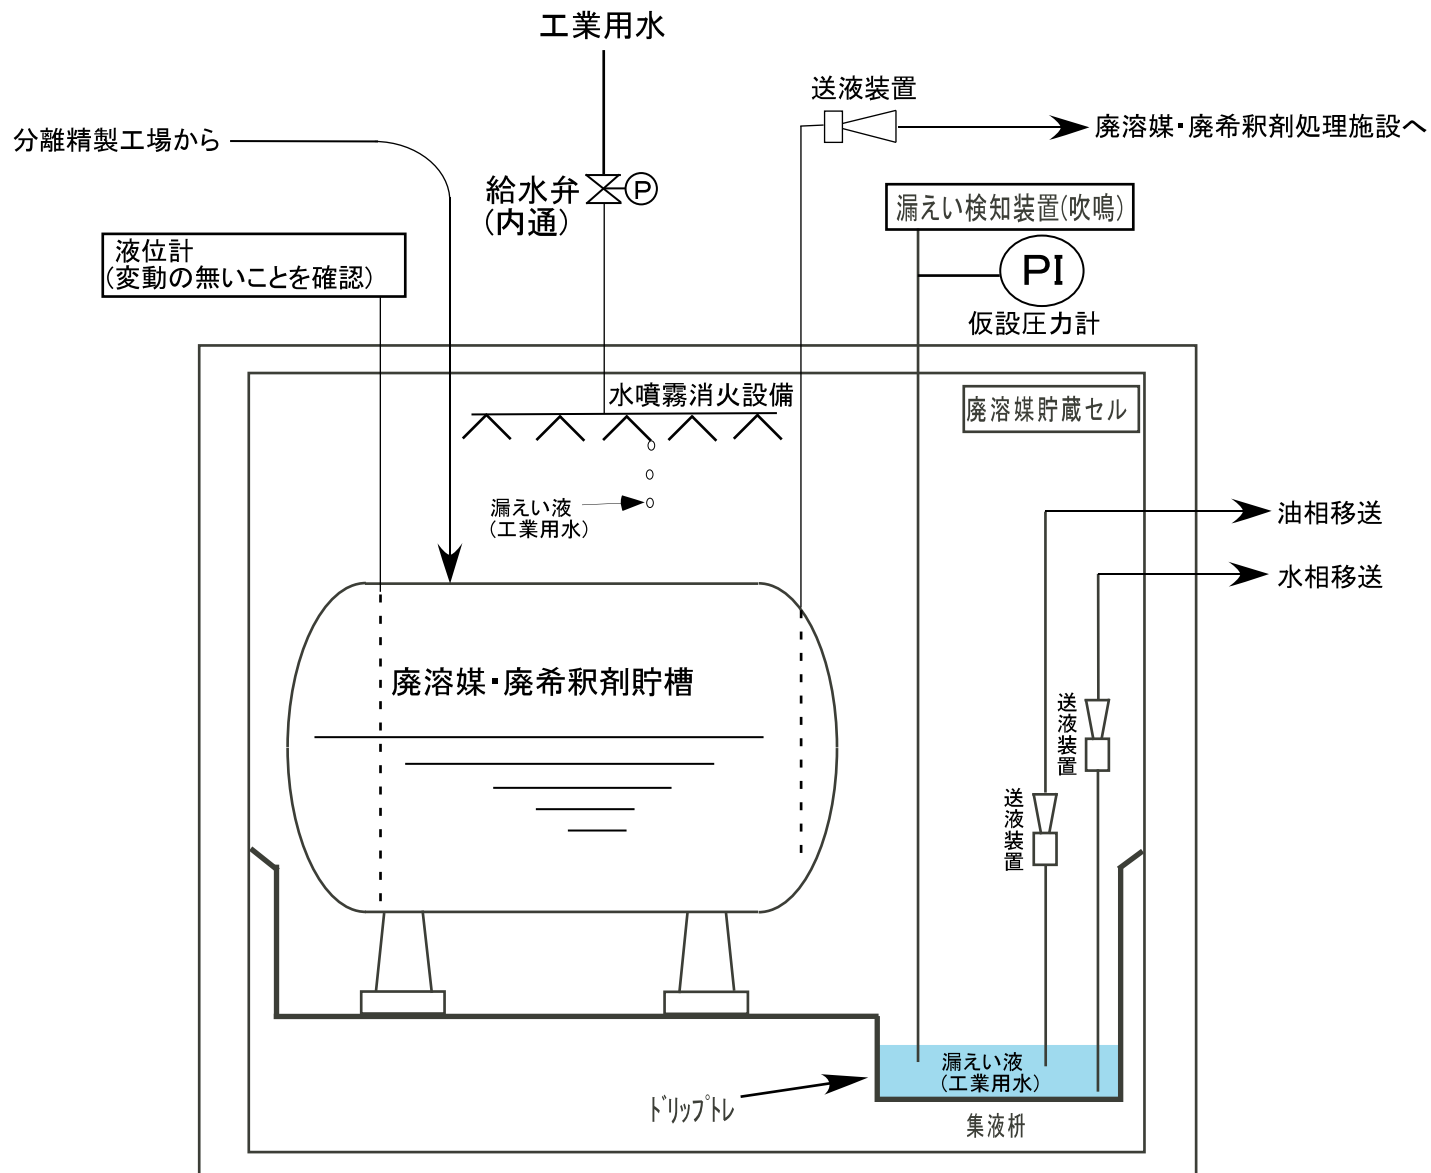 工業用水
送液装置
廃溶媒・廃希釈剤処理施設へ
分離精製工場から
給水弁
(内通)
P
漏えい検知装置(吹鳴)
液位計
(変動の無いことを確認)
PI
仮設圧力計
水噴霧消火設備
廃溶媒貯蔵セル
漏えい液
(工業用水)
油相移送
水相移送
廃溶媒・廃希釈剤貯槽
送液装置
送液装置
漏えい液
(工業用水)
ドリップトレ
集液枡